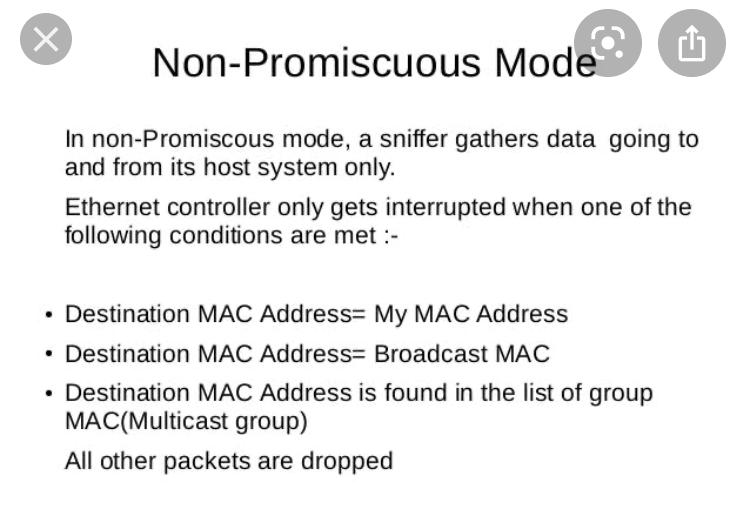 Non-Promiscuous Mode
In non-Promiscous mode, a sniffer gathers data going to
and from its host system only.
Ethernet controller only gets interrupted when one of the
following conditions are met :-
• Destination MAC Address= My MAC Address
• Destination MAC Address= Broadcast MAC
• Destination MAC Address is found in the list of group
MAC(Multicast group)
All other packets are dropped